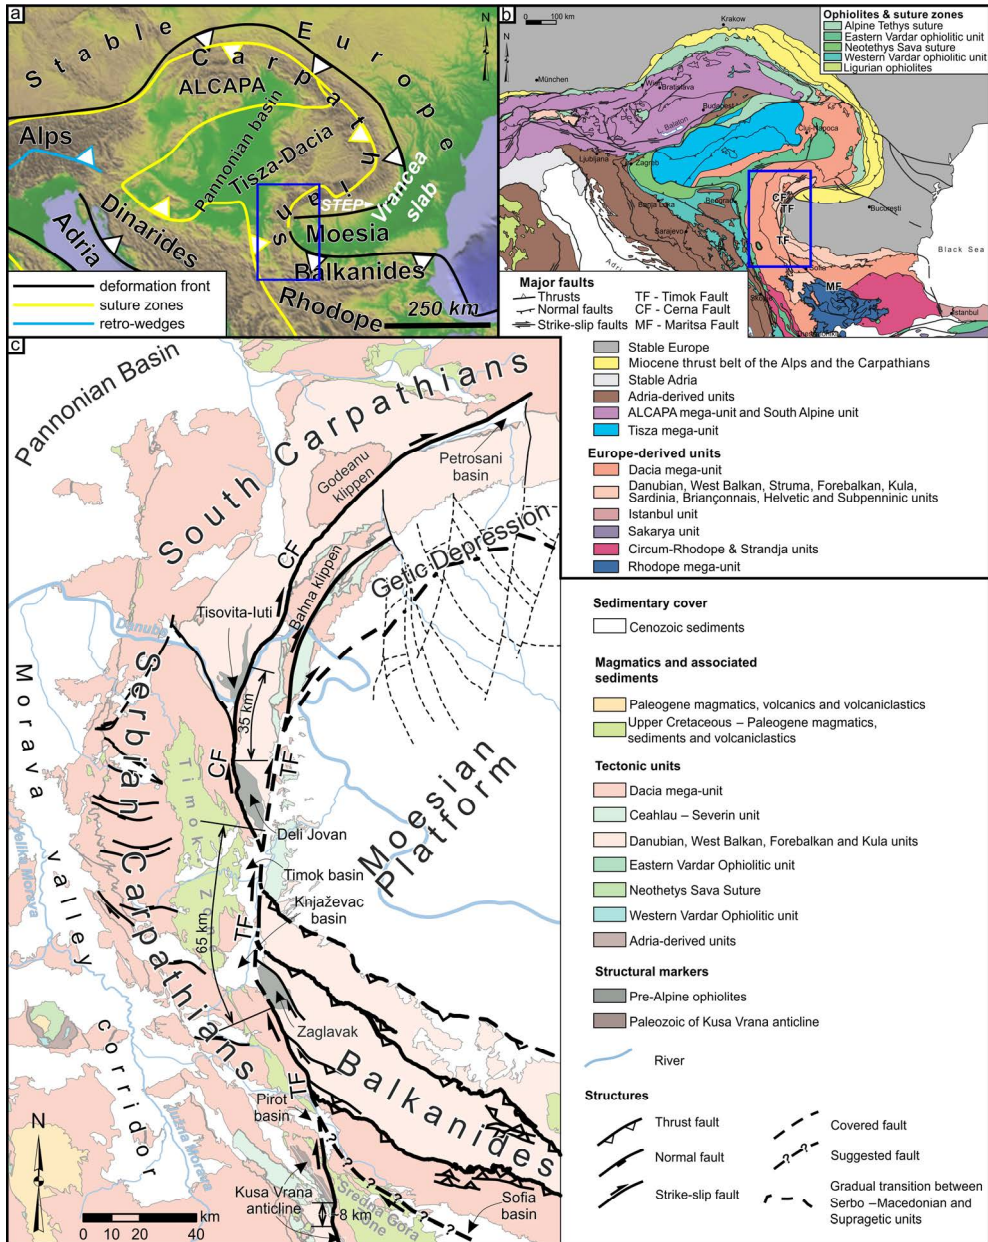 a
N
Stable Europe
Carpathians
ALCAPA
Alps
Pannonian basin
Tisza-Dacia
Vrancea
slab
STEP
Dinarides
Adria
Moesia
Balkanides
Rhodope
250 km
deformation front
suture zones
retro-wedges
b
0 100 km
N
Krakow
München
Wien
Bratislava
Budapest
L. Balaton
Cluj-Napoca
Ljubljana
Zagreb
Banja Luka
Beograd
Sarajevo
București
Black Sea
Sofia
Istanbul
CF
TF
TF
MF
Ophiolites & suture zones
Alpine Tethys suture
Eastern Vardar ophiolitic unit
Neotethys Sava suture
Western Vardar ophiolitic unit
Ligurian ophiolites
Major faults
Thrusts
Normal faults
Strike-slip faults
TF - Timok Fault
CF - Cerna Fault
MF - Maritsa Fault
Stable Europe
Miocene thrust belt of the Alps and the Carpathians
Stable Adria
Adria-derived units
ALCAPA mega-unit and South Alpine unit
Tisza mega-unit
Europe-derived units
Dacia mega-unit
Danubian, West Balkan, Struma, Forebalkan, Kula,
Sardinia, Briançonnais, Helvetic and Subpenninic units
Istanbul unit
Sakarya unit
Circum-Rhodope & Strandja units
Rhodope mega-unit
c
Pannonian Basin
South Carpathians
Petrosani
basin
Godeanu
klippen
CF
Bahna klippen
Getic Depression
Tisovita-Iuti
Danube
Morava valley corridor
Serbian Carpathians
35 km
CF
TF
Timok Zone
Moesian
Platform
Deli Jovan
Timok basin
Knjaževac
basin
TF
65 km
Velika Morava
Zaglavak
Balkanides
TF
Pirot
basin
Južna Morava
Kusa Vrana
anticline
~8 km
Sredna Gora
Zone
Sofia
basin
? ? ? ?
N
0 20 40
km
Sedimentary cover
Cenozoic sediments
Magmatics and associated
sediments
Paleogene magmatics, volcanics and volcaniclastics
Upper Cretaceous – Paleogene magmatics,
sediments and volcaniclastics
Tectonic units
Dacia mega-unit
Ceahlau – Severin unit
Danubian, West Balkan, Forebalkan and Kula units
Eastern Vardar Ophiolitic unit
Neothetys Sava Suture
Western Vardar Ophiolitic unit
Adria-derived units
Structural markers
Pre-Alpine ophiolites
Paleozoic of Kusa Vrana anticline
River
Structures
Thrust fault
Normal fault
Strike-slip fault
Covered fault
Suggested fault
Gradual transition between
Serbo –Macedonian and
Supragetic units